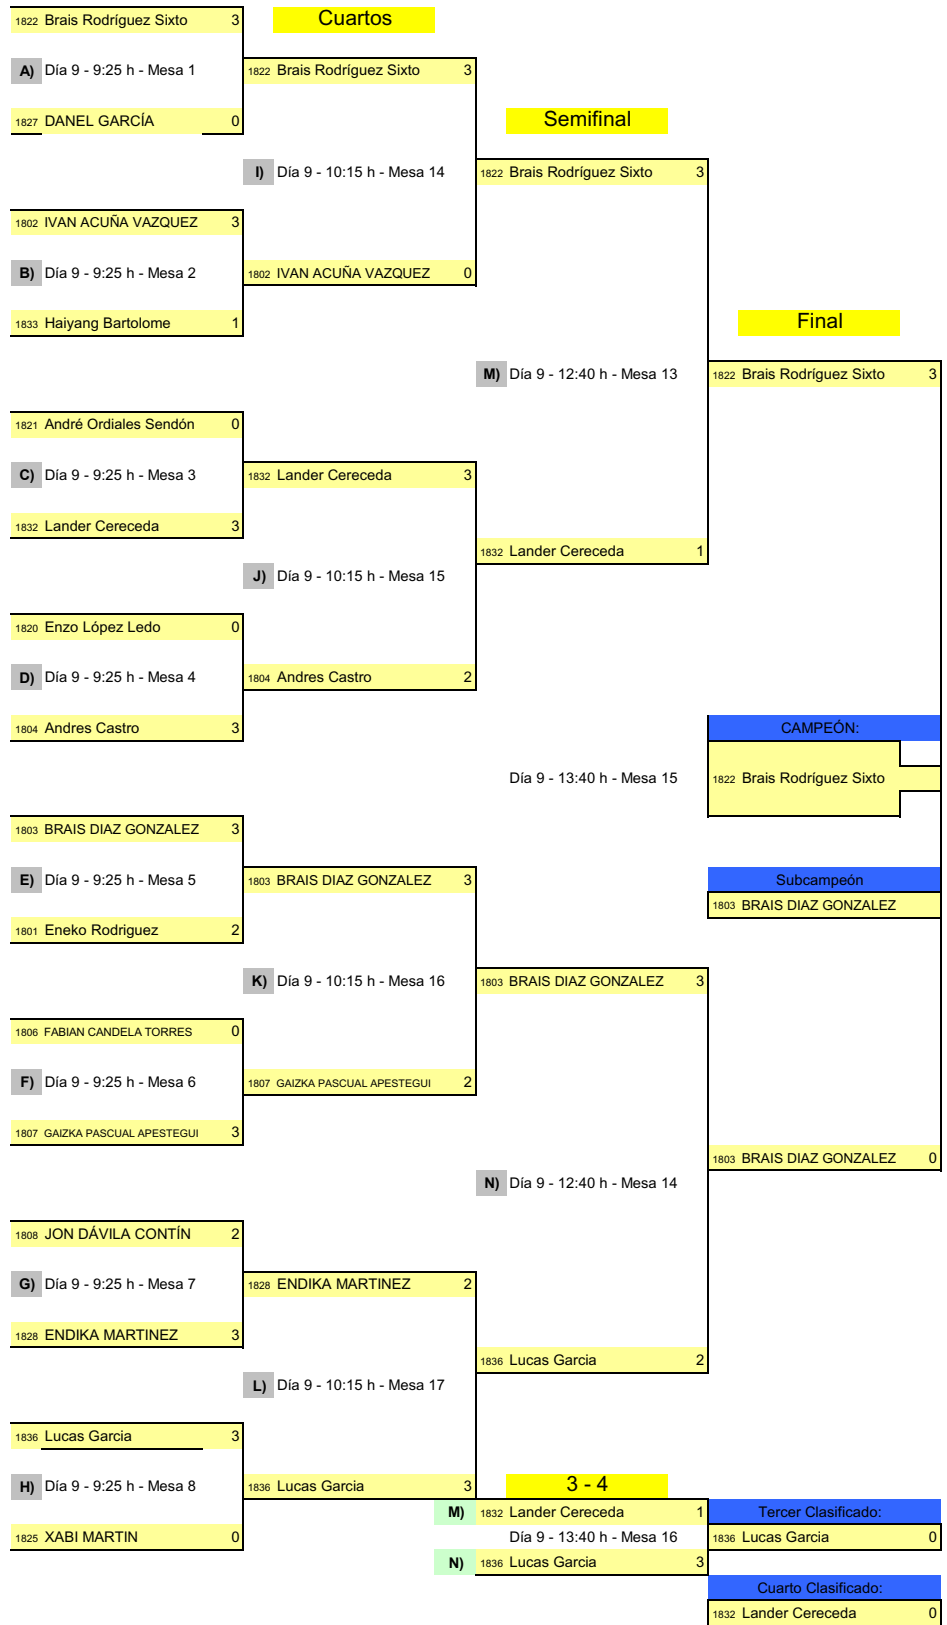 1822 Brais Rodríguez Sixto 3
Cuartos
A) Día 9 - 9:25 h - Mesa 1
1822 Brais Rodríguez Sixto 3
1827 DANEL GARCÍA 0
Semifinal
I) Día 9 - 10:15 h - Mesa 14
1822 Brais Rodríguez Sixto 3
1802 IVAN ACUÑA VAZQUEZ 3
B) Día 9 - 9:25 h - Mesa 2
1802 IVAN ACUÑA VAZQUEZ 0
1833 Haiyang Bartolome 1
Final
M) Día 9 - 12:40 h - Mesa 13
1822 Brais Rodríguez Sixto 3
1821 André Ordiales Sendón 0
C) Día 9 - 9:25 h - Mesa 3
1832 Lander Cereceda 3
1832 Lander Cereceda 3
1832 Lander Cereceda 1
J) Día 9 - 10:15 h - Mesa 15
1820 Enzo López Ledo 0
D) Día 9 - 9:25 h - Mesa 4
1804 Andres Castro 2
1804 Andres Castro 3
CAMPEÓN:
Día 9 - 13:40 h - Mesa 15
1822 Brais Rodríguez Sixto
1803 BRAIS DIAZ GONZALEZ 3
E) Día 9 - 9:25 h - Mesa 5
1803 BRAIS DIAZ GONZALEZ 3
Subcampeón
1803 BRAIS DIAZ GONZALEZ
1801 Eneko Rodriguez 2
K) Día 9 - 10:15 h - Mesa 16
1803 BRAIS DIAZ GONZALEZ 3
1806 FABIAN CANDELA TORRES 0
F) Día 9 - 9:25 h - Mesa 6
1807 GAIZKA PASCUAL APESTEGUI 2
1807 GAIZKA PASCUAL APESTEGUI 3
1803 BRAIS DIAZ GONZALEZ 0
N) Día 9 - 12:40 h - Mesa 14
1808 JON DÁVILA CONTÍN 2
G) Día 9 - 9:25 h - Mesa 7
1828 ENDIKA MARTINEZ 2
1828 ENDIKA MARTINEZ 3
1836 Lucas Garcia 2
L) Día 9 - 10:15 h - Mesa 17
1836 Lucas Garcia 3
H) Día 9 - 9:25 h - Mesa 8
1836 Lucas Garcia 3
3 - 4
M) 1832 Lander Cereceda 1
Tercer Clasificado:
1825 XABI MARTIN 0
Día 9 - 13:40 h - Mesa 16
1836 Lucas Garcia 0
N) 1836 Lucas Garcia 3
Cuarto Clasificado:
1832 Lander Cereceda 0